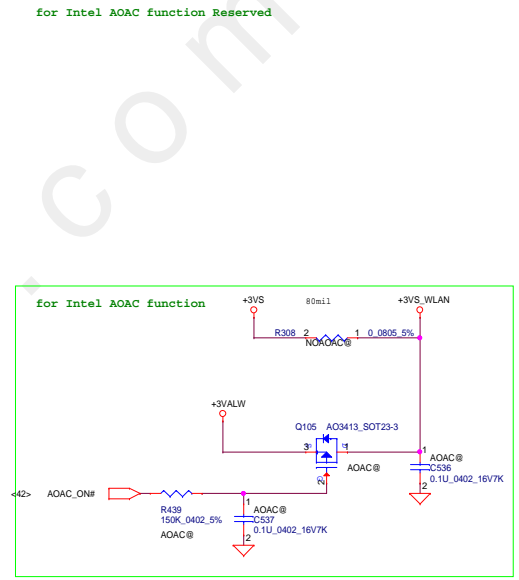 for Intel AOAC function Reserved
.com
for Intel AOAC function
+3VS
80mil
+3VS_WLAN
R308 2 1 0_0805_5%
NOAOAC@
+3VALW
Q105 AO3413_SOT23-3
3 1
2
AOAC@
1
AOAC@
C536
0.1U_0402_16V7K
2
<42> AOAC_ON#
R439
150K_0402_5%
AOAC@
1
AOAC@
C537
0.1U_0402_16V7K
2